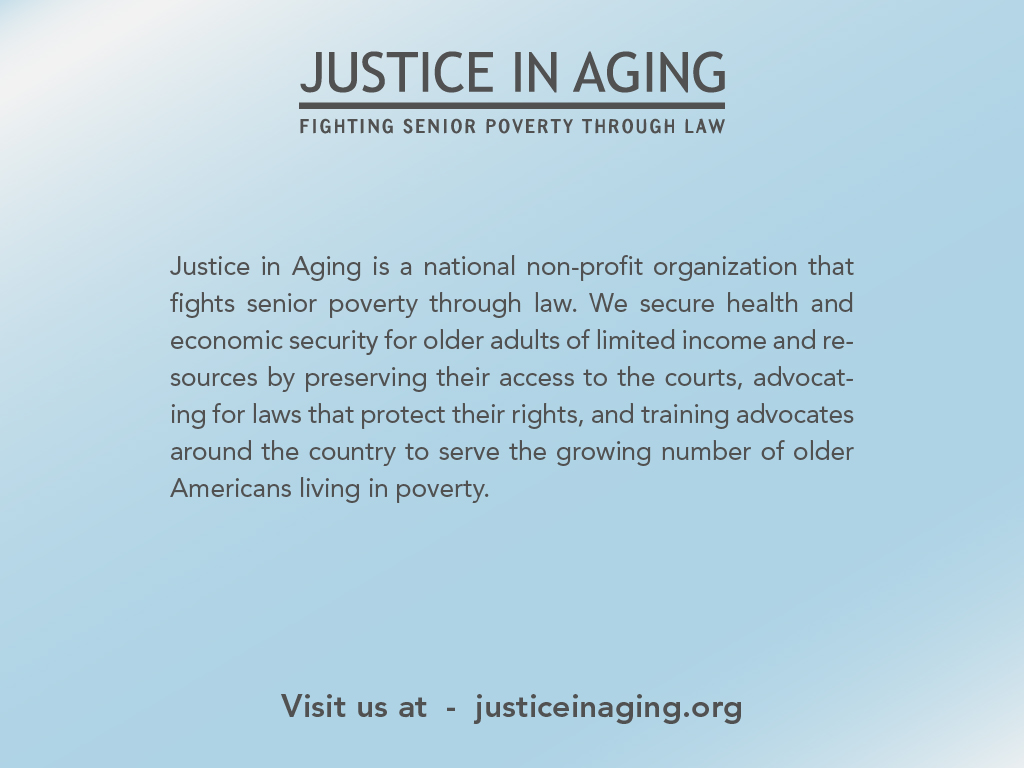 JUSTICE IN AGING
FIGHTING SENIOR POVERTY THROUGH LAW
Justice in Aging is a national non-profit organization that
fights senior poverty through law. We secure health and
economic security for older adults of limited income and re-
sources by preserving their access to the courts, advocat-
ing for laws that protect their rights, and training advocates
around the country to serve the growing number of older
Americans living in poverty.
Visit us at - justiceinaging.org